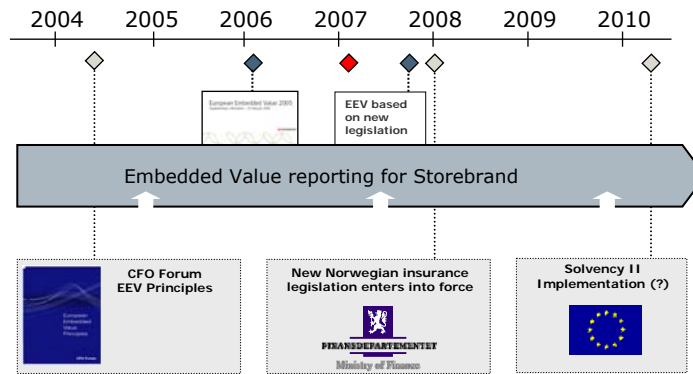 2004 2005 2006 2007 2008 2009 2010
European Embedded Value 2005
EEV based
on new
legislation
Embedded Value reporting for Storebrand
CFO Forum
EEV Principles
European
Embedded
Value
Principles
CFO Forum
New Norwegian insurance
legislation enters into force
FINANSDEPARTEMENTET
Ministry of Finance
Solvency II
Implementation (?)